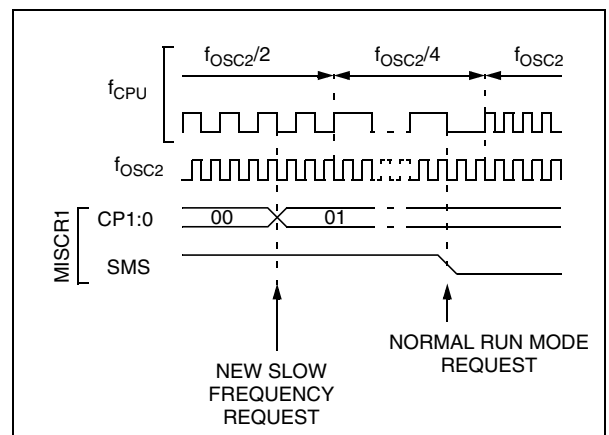 fOSC2/2 fOSC2/4 fOSC2
fCPU
fOSC2
MISCR1
CP1:0 00 01
SMS
NEW SLOW
FREQUENCY
REQUEST
NORMAL RUN MODE
REQUEST